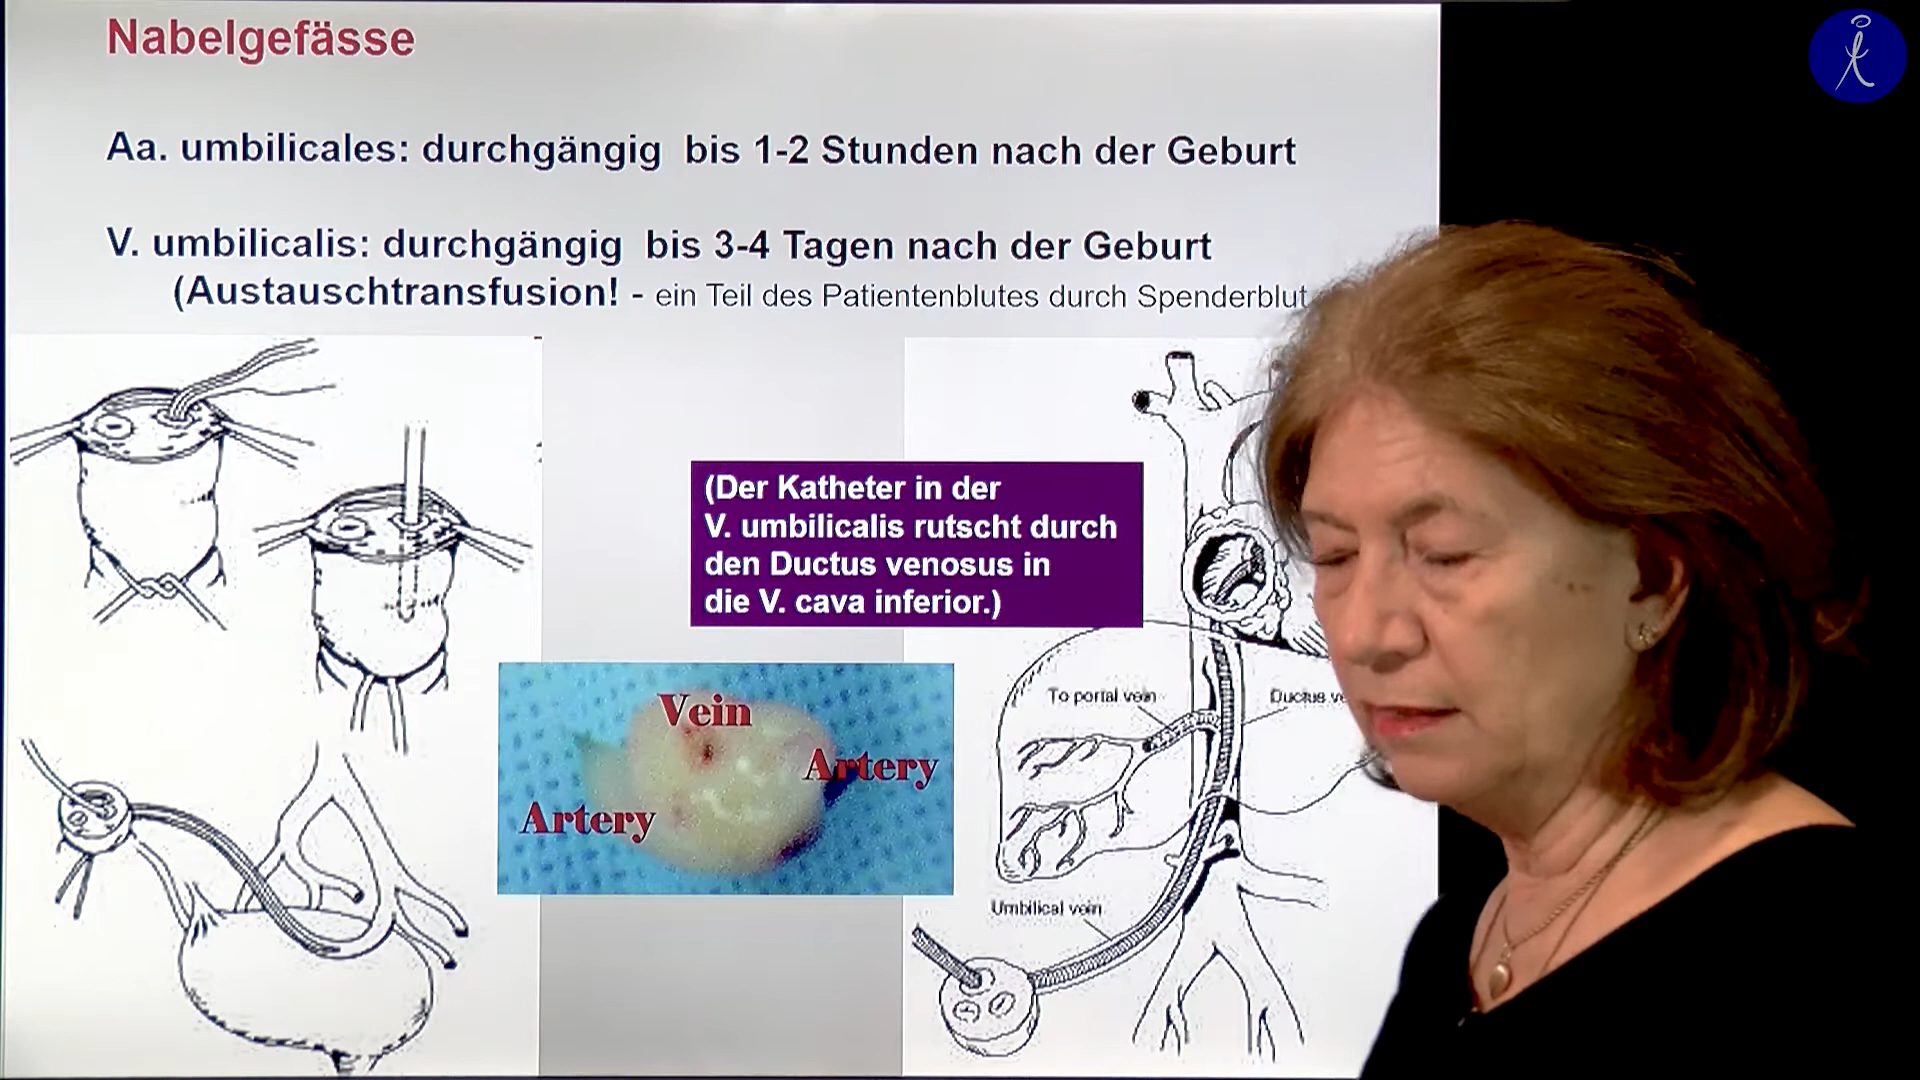 Nabelgefässe
Aa. umbilicales: durchgängig bis 1-2 Stunden nach der Geburt
V. umbilicalis: durchgängig bis 3-4 Tagen nach der Geburt
(Austauschtransfusion! - ein Teil des Patientenblutes durch Spenderblut
(Der Katheter in der
V. umbilicalis rutscht durch
den Ductus venosus in
die V. cava inferior.)
Vein
Artery
Artery
To portal vein
Ductus
Umbilical vein